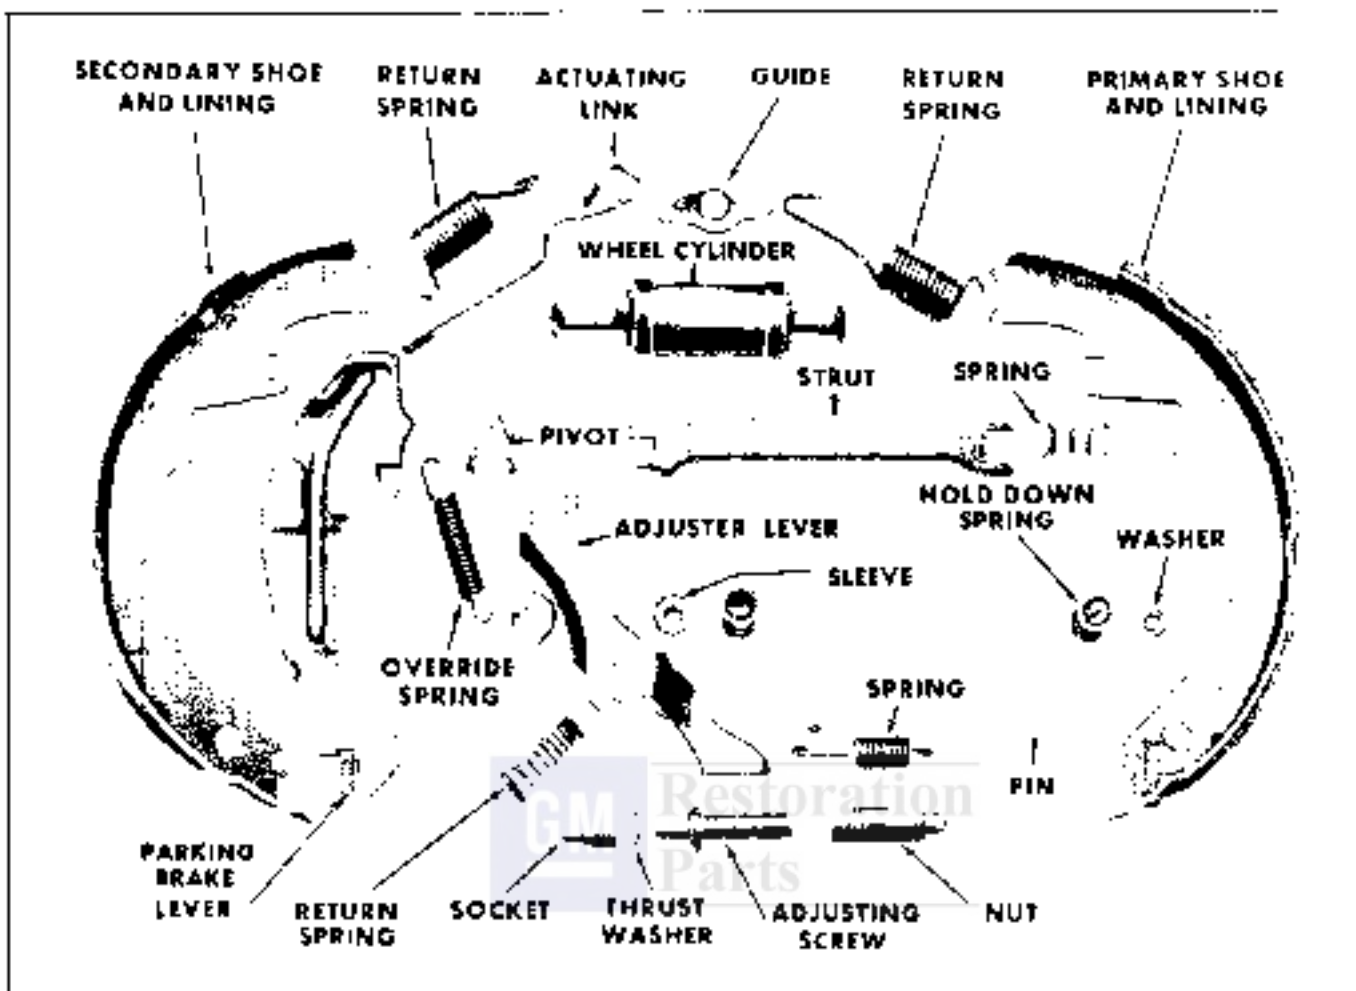 SECONDARY SHOE
AND LINING
RETURN
SPRING
ACTUATING
LINK
GUIDE
RETURN
SPRING
PRIMARY SHOE
AND LINING
WHEEL CYLINDER
STRUT
SPRING
PIVOT
HOLD DOWN
SPRING
WASHER
ADJUSTER LEVER
SLEEVE
OVERRIDE
SPRING
SPRING
PIN
PARKING
BRAKE
LEVER
RETURN
SPRING
SOCKET
THRUST
WASHER
ADJUSTING
SCREW
NUT
GM
Restoration
Parts